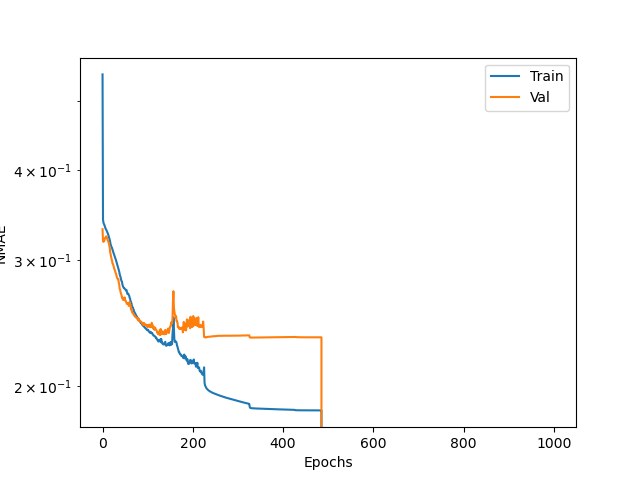 Train
Val
4 × 10⁻¹
3 × 10⁻¹
2 × 10⁻¹
NMAE
0 200 400 600 800 1000
Epochs